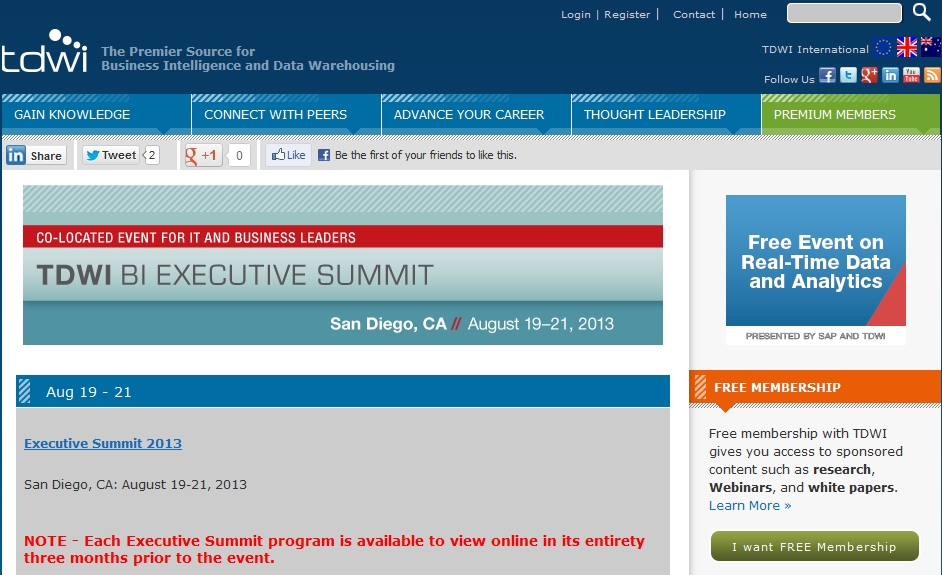 Login | Register | Contact | Home
tdwi
The Premier Source for
Business Intelligence and Data Warehousing
TDWI International
Follow Us
GAIN KNOWLEDGE
CONNECT WITH PEERS
ADVANCE YOUR CAREER
THOUGHT LEADERSHIP
PREMIUM MEMBERS
in Share
Tweet 2
g +1 0
Like
Be the first of your friends to like this.
CO-LOCATED EVENT FOR IT AND BUSINESS LEADERS
TDWI BI EXECUTIVE SUMMIT
San Diego, CA // August 19–21, 2013
Aug 19 - 21
Executive Summit 2013
San Diego, CA: August 19-21, 2013
NOTE - Each Executive Summit program is available to view online in its entirety
three months prior to the event.
Free Event on
Real-Time Data
and Analytics
PRESENTED BY SAP AND TDWI
FREE MEMBERSHIP
Free membership with TDWI
gives you access to sponsored
content such as research,
Webinars, and white papers.
Learn More »
I want FREE Membership